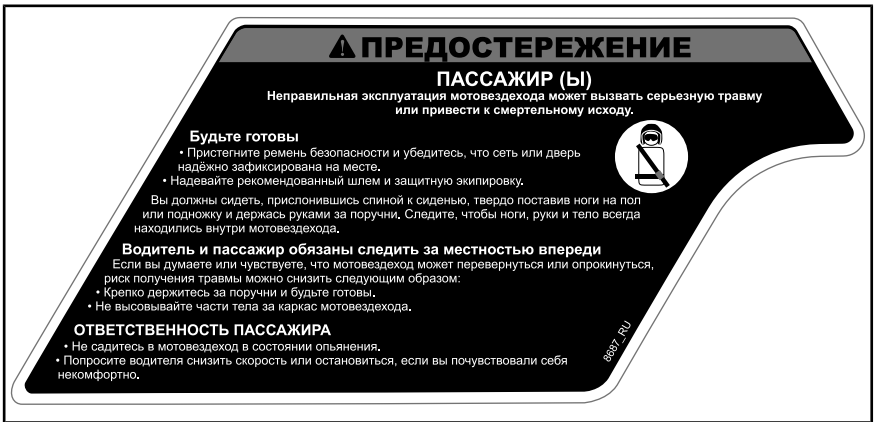 ПРЕДОСТЕРЕЖЕНИЕ
ПАССАЖИР (Ы)
Неправильная эксплуатация мотовездехода может вызвать серьезную травму
или привести к смертельному исходу.
Будьте готовы
• Пристегните ремень безопасности и убедитесь, что сеть или дверь
надёжно зафиксирована на месте.
• Надевайте рекомендованный шлем и защитную экипировку.
Вы должны сидеть, прислонившись спиной к сиденью, твердо поставив ноги на пол
или подножку и держась руками за поручни. Следите, чтобы ноги, руки и тело всегда
находились внутри мотовездехода.
Водитель и пассажир обязаны следить за местностью впереди
Если вы думаете или чувствуете, что мотовездеход может перевернуться или опрокинуться,
риск получения травмы можно снизить следующим образом:
• Крепко держитесь за поручни и будьте готовы.
• Не высовывайте части тела за каркас мотовездехода.
ОТВЕТСТВЕННОСТЬ ПАССАЖИРА
• Не садитесь в мотовездеход в состоянии опьянения.
• Попросите водителя снизить скорость или остановиться, если вы почувствовали себя
некомфортно.
8687_RU